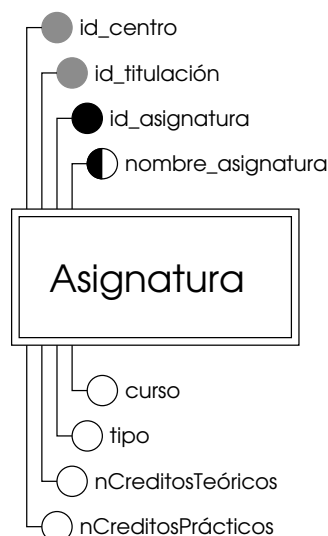 id_centro
id_titulación
id_asignatura
nombre_asignatura
Asignatura
curso
tipo
nCreditosTeóricos
nCreditosPrácticos